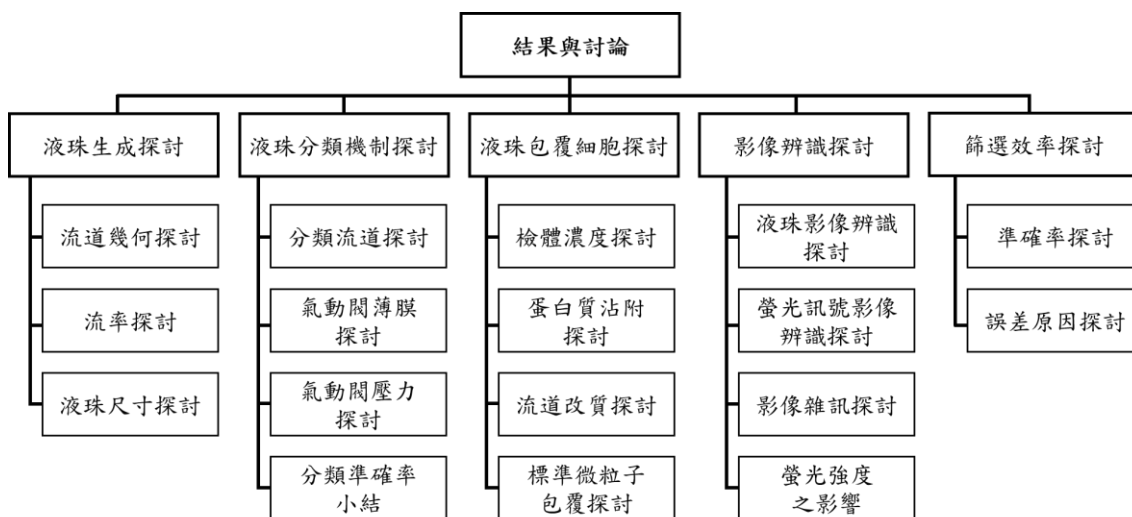 結果與討論
液珠生成探討
流道幾何探討
流率探討
液珠尺寸探討
液珠分類機制探討
分類流道探討
氣動閥薄膜
探討
氣動閥壓力
探討
分類準確率
小結
液珠包覆細胞探討
檢體濃度探討
蛋白質沾附
探討
流道改質探討
標準微粒子
包覆探討
影像辨識探討
液珠影像辨識
探討
螢光訊號影像
辨識探討
影像雜訊探討
螢光強度
之影響
篩選效率探討
準確率探討
誤差原因探討